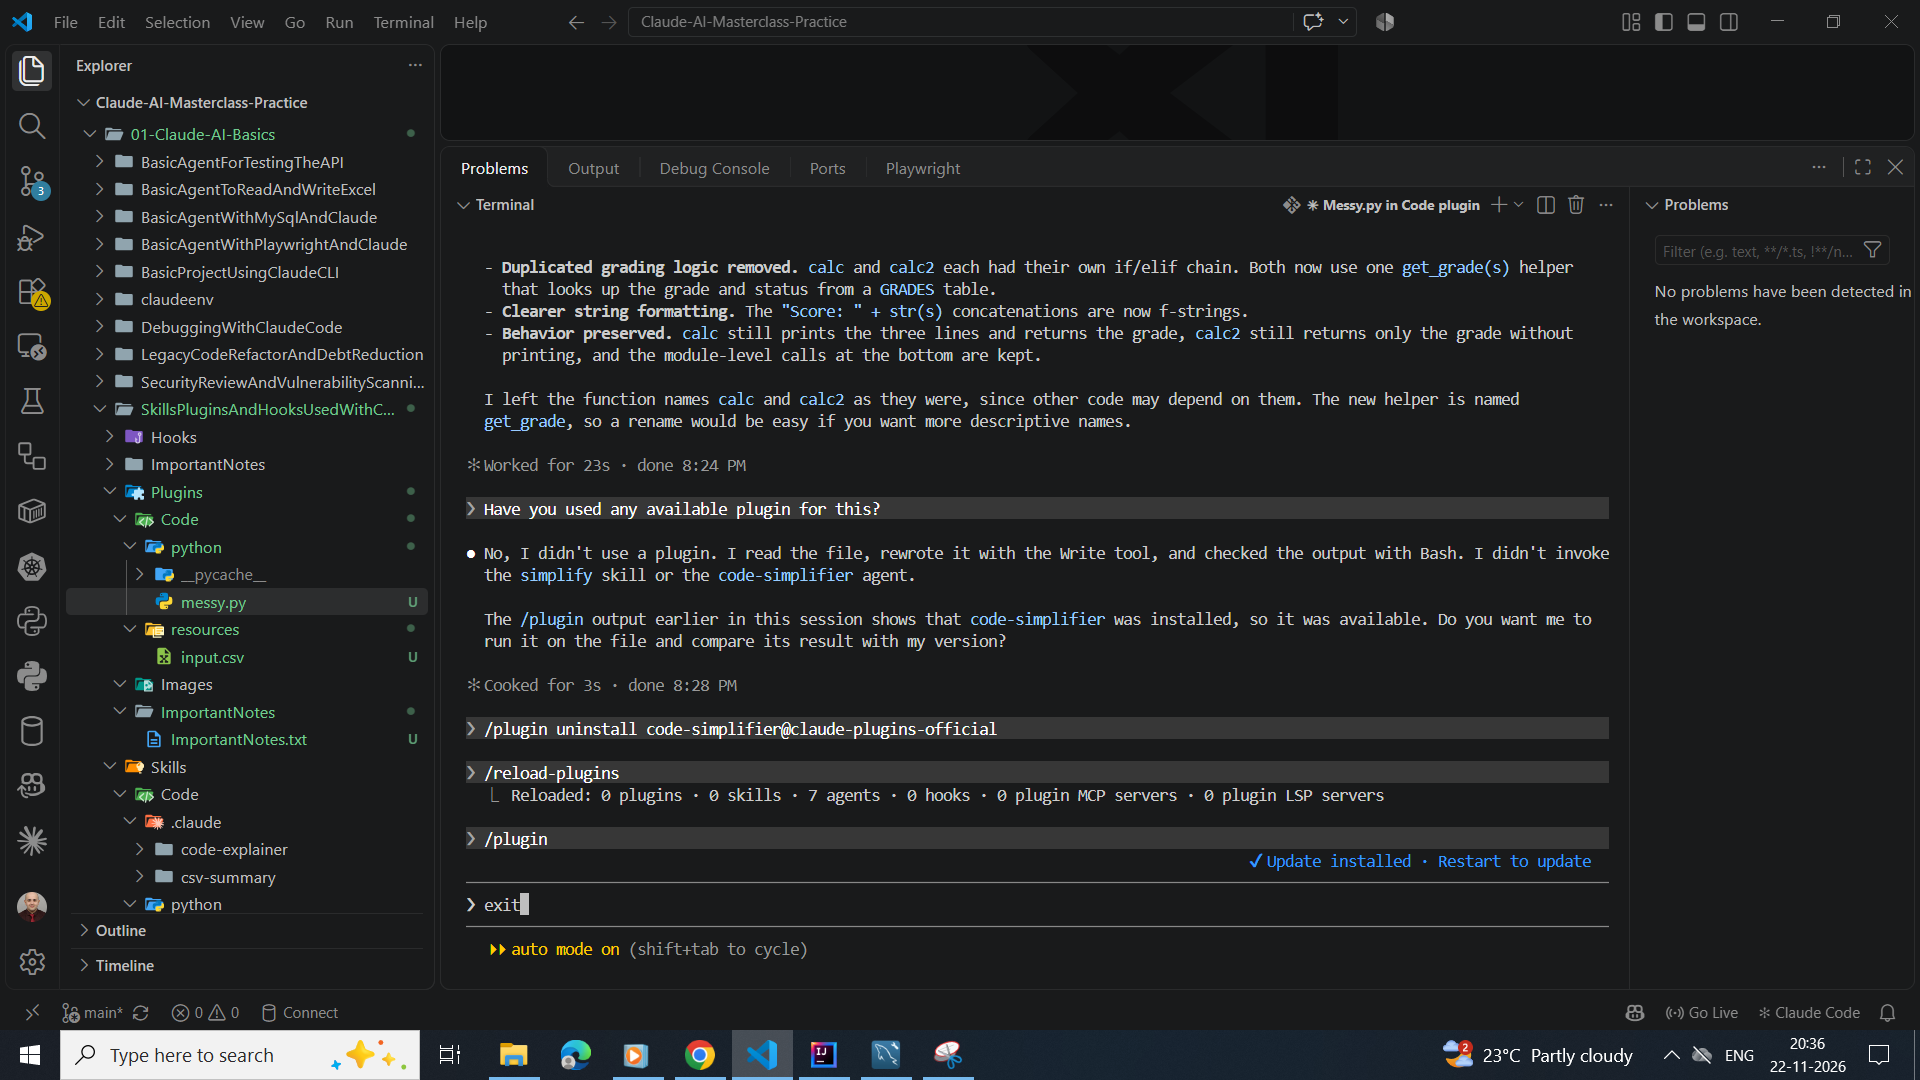 File Edit Selection View Go Run Terminal Help
Claude-AI-Masterclass-Practice
Explorer
Claude-AI-Masterclass-Practice
01-Claude-AI-Basics
BasicAgentForTestingTheAPI
BasicAgentToReadAndWriteExcel
BasicAgentWithMySqlAndClaude
BasicAgentWithPlaywrightAndClaude
BasicProjectUsingClaudeCLI
claudeenv
DebuggingWithClaudeCode
LegacyCodeRefactorAndDebtReduction
SecurityReviewAndVulnerabilityScanni...
SkillsPluginsAndHooksUsedWithC...
Hooks
ImportantNotes
Plugins
Code
python
__pycache__
messy.py U
resources
input.csv U
Images
ImportantNotes
ImportantNotes.txt U
Skills
Code
.claude
code-explainer
csv-summary
python
Outline
Timeline
3
Problems Output Debug Console Ports Playwright
Terminal
Messy.py in Code plugin
- Duplicated grading logic removed. calc and calc2 each had their own if/elif chain. Both now use one get_grade(s) helper
that looks up the grade and status from a GRADES table.
- Clearer string formatting. The "Score: " + str(s) concatenations are now f-strings.
- Behavior preserved. calc still prints the three lines and returns the grade, calc2 still returns only the grade without
printing, and the module-level calls at the bottom are kept.
I left the function names calc and calc2 as they were, since other code may depend on them. The new helper is named
get_grade, so a rename would be easy if you want more descriptive names.
✻ Worked for 23s · done 8:24 PM
❯ Have you used any available plugin for this?
● No, I didn't use a plugin. I read the file, rewrote it with the Write tool, and checked the output with Bash. I didn't invoke
the simplify skill or the code-simplifier agent.
The /plugin output earlier in this session shows that code-simplifier was installed, so it was available. Do you want me to
run it on the file and compare its result with my version?
✻ Cooked for 3s · done 8:28 PM
❯ /plugin uninstall code-simplifier@claude-plugins-official
❯ /reload-plugins
⎿ Reloaded: 0 plugins · 0 skills · 7 agents · 0 hooks · 0 plugin MCP servers · 0 plugin LSP servers
❯ /plugin
✓ Update installed · Restart to update
❯ exit
⏵⏵ auto mode on (shift+tab to cycle)
Problems
Filter (e.g. text, **/*.ts, !**/n...
No problems have been detected in
the workspace.
main* 0 0 Connect
Go Live Claude Code
Type here to search
2 23°C Partly cloudy
ENG
20:36
22-11-2026